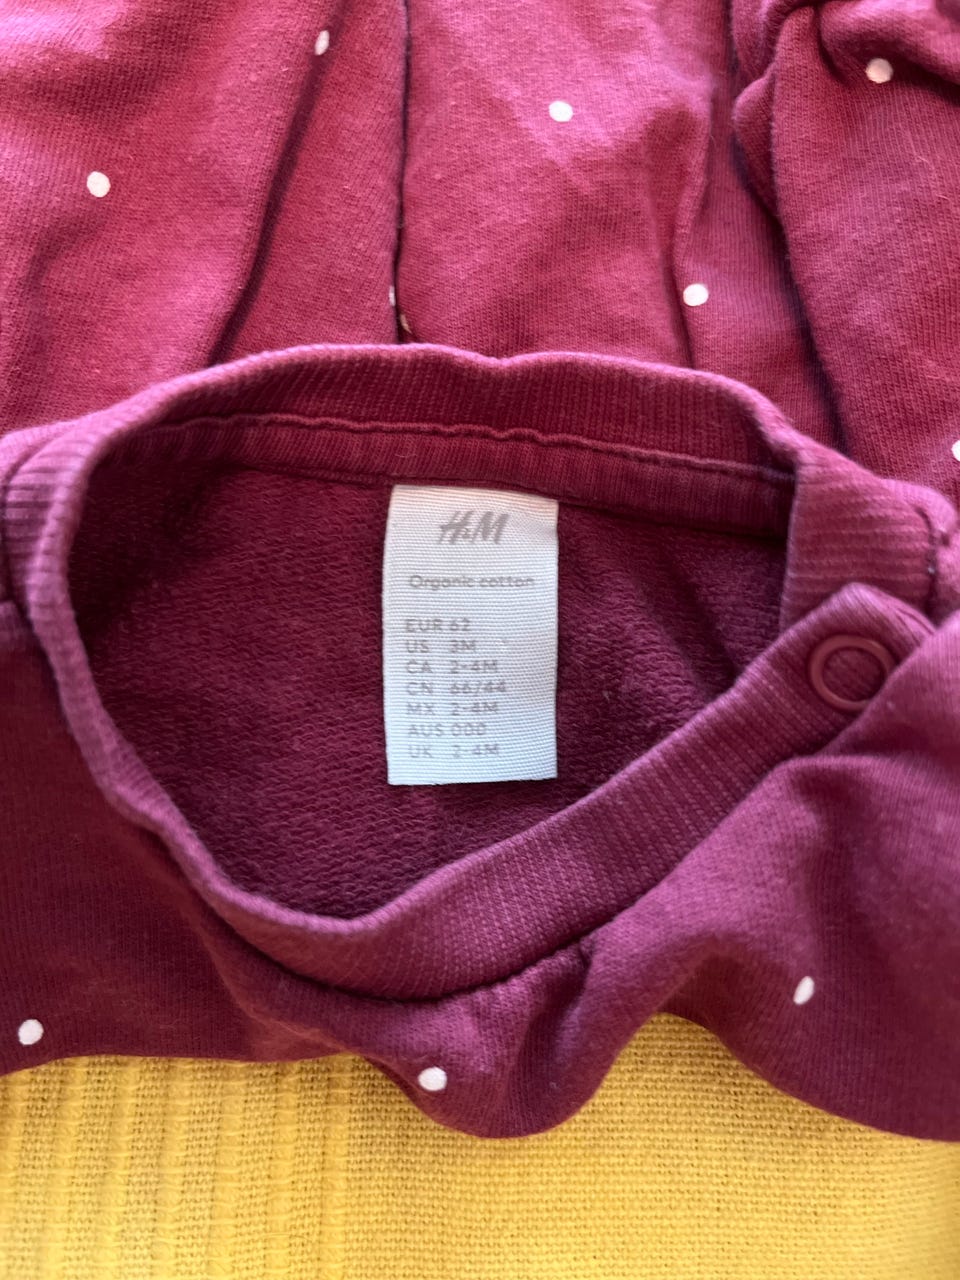 H&M
Organic cotton
EUR 62
US 3M
CA 2-4M
CN 66/44
MX 2-4M
AUS 000
UK 2-4M